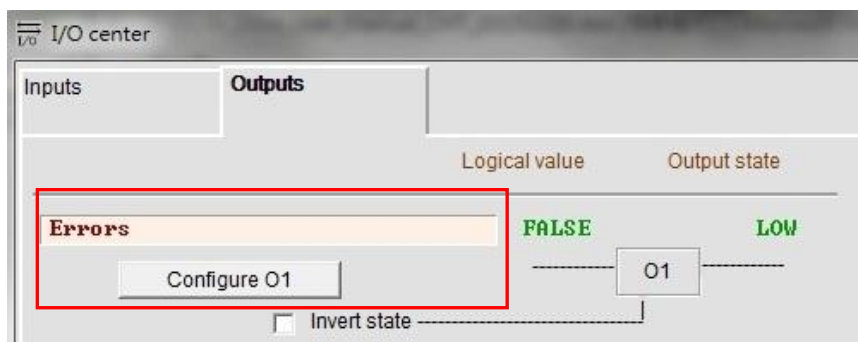 I/O I/O center
Inputs Outputs
Logical value Output state
Errors FALSE LOW
Configure O1 O1
Invert state